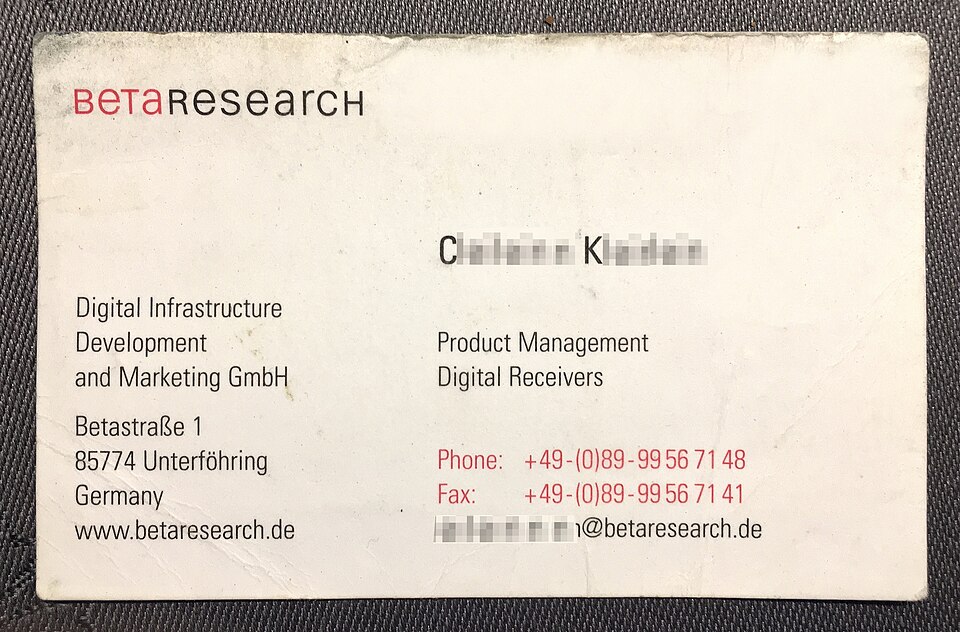 BETARESEARCH
C K
Digital Infrastructure
Development
and Marketing GmbH
Product Management
Digital Receivers
Betastraße 1
85774 Unterföhring
Germany
www.betaresearch.de
Phone: +49-(0)89-99 56 71 48
Fax: +49-(0)89-99 56 71 41
@betaresearch.de